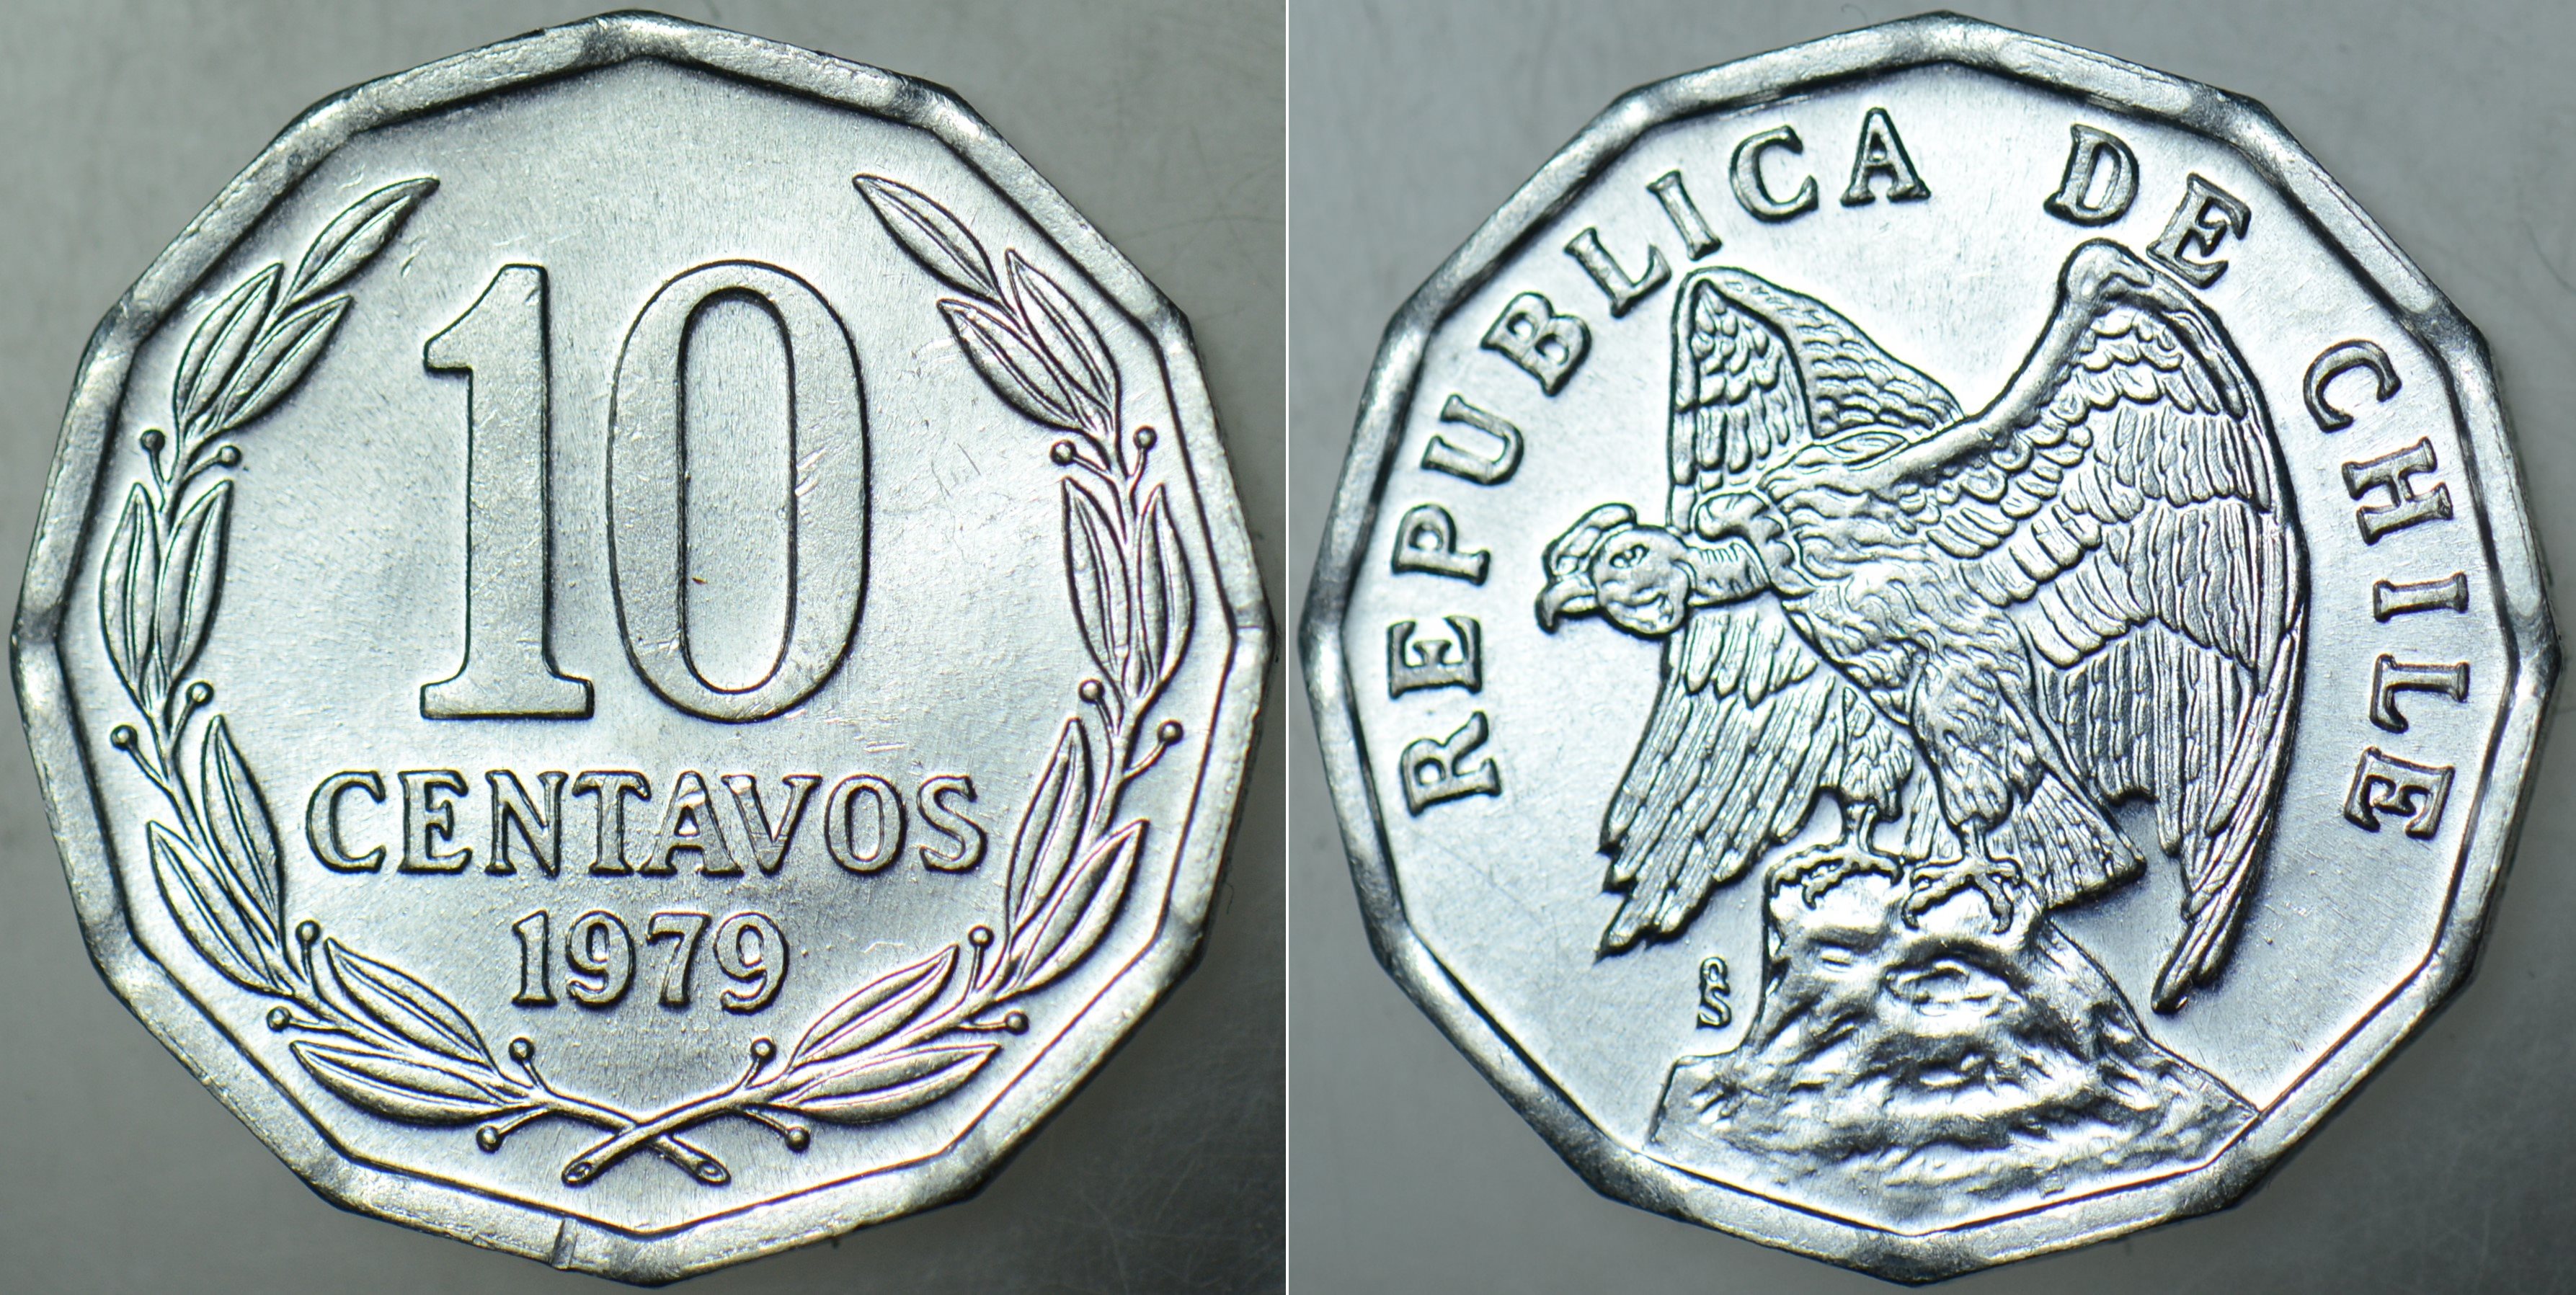 10
CENTAVOS
1979
REPUBLICA DE CHILE